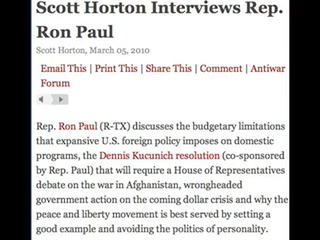 Scott Horton Interviews Rep.
Ron Paul
Scott Horton, March 05, 2010
Email This | Print This | Share This | Comment | Antiwar
Forum
Rep. Ron Paul (R-TX) discusses the budgetary limitations
that expansive U.S. foreign policy imposes on domestic
programs, the Dennis Kucunich resolution (co-sponsored
by Rep. Paul) that will require a House of Representatives
debate on the war in Afghanistan, wrongheaded
government action on the coming dollar crisis and why the
peace and liberty movement is best served by setting a
good example and avoiding the politics of personality.